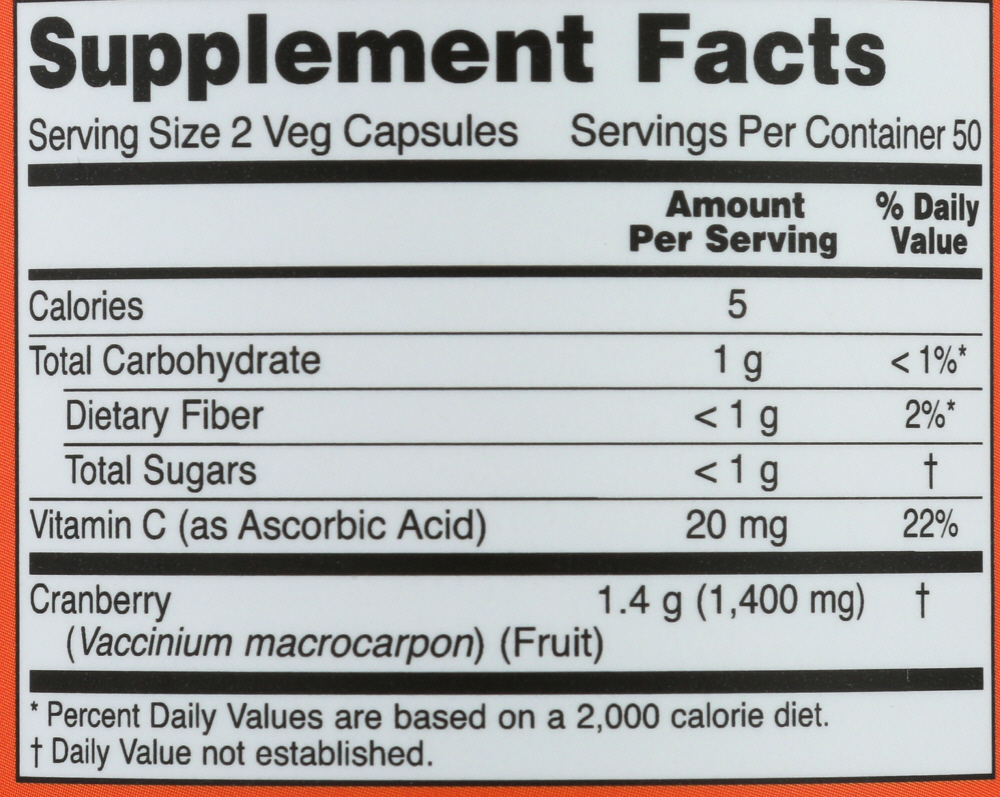 Supplement Facts
Serving Size 2 Veg Capsules Servings Per Container 50
Amount Per Serving % Daily Value
Calories 5
Total Carbohydrate 1 g < 1%*
Dietary Fiber < 1 g 2%*
Total Sugars < 1 g †
Vitamin C (as Ascorbic Acid) 20 mg 22%
Cranberry 1.4 g (1,400 mg) †
(Vaccinium macrocarpon) (Fruit)
* Percent Daily Values are based on a 2,000 calorie diet.
† Daily Value not established.